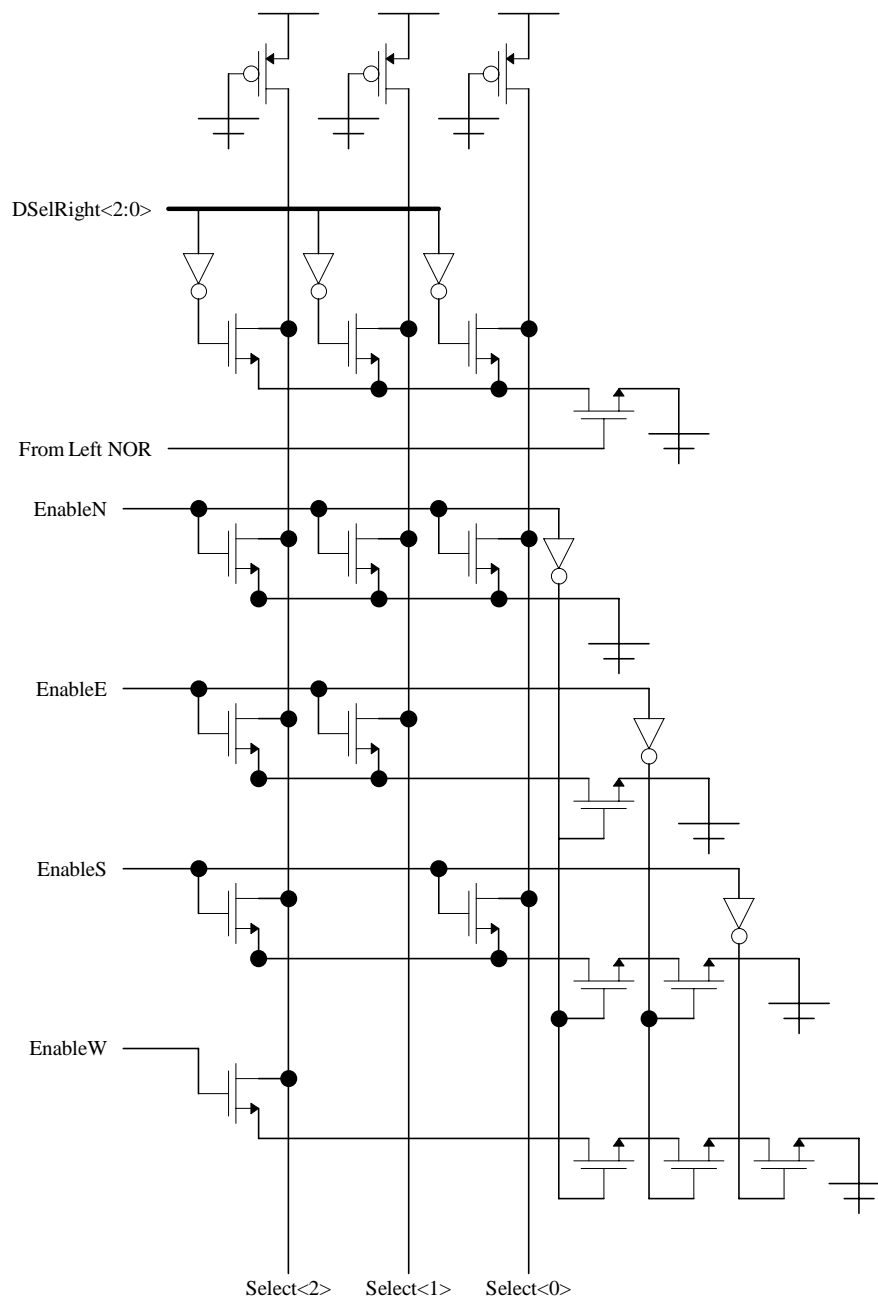 DSelRight<2:0>
From Left NOR
EnableN
EnableE
EnableS
EnableW
Select<2>
Select<1>
Select<0>